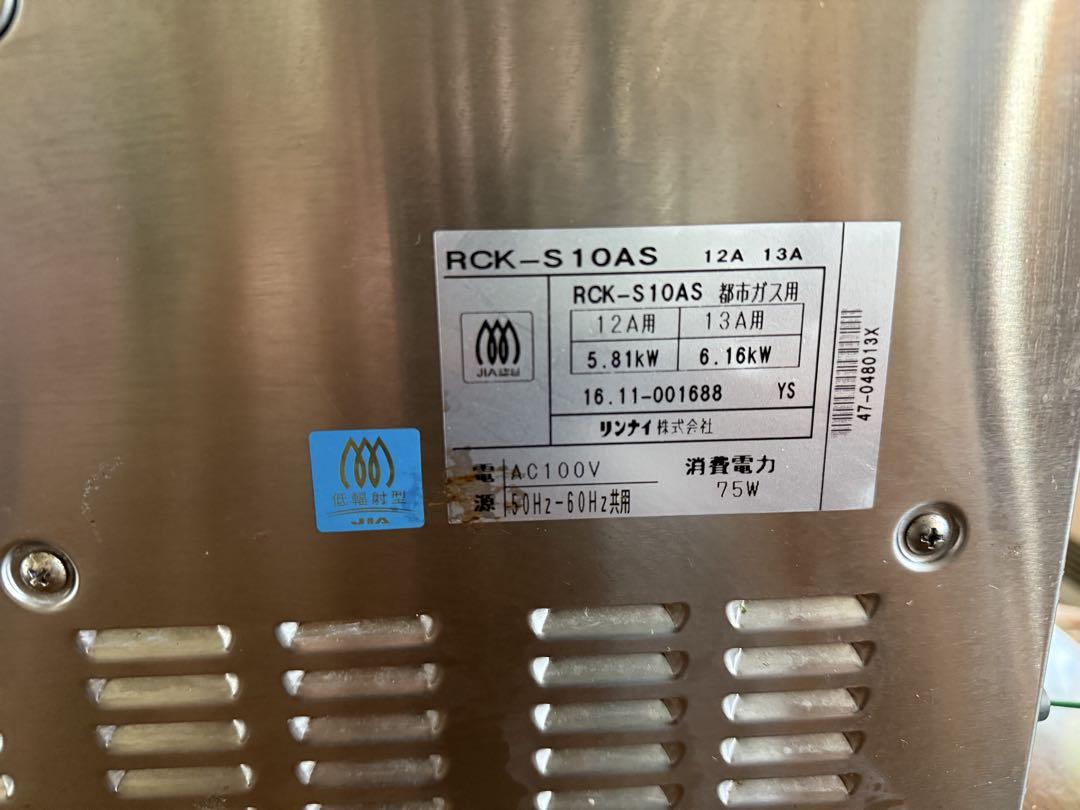 RCK-S10AS 12A 13A
RCK-S10AS 都市ガス用
12A用 13A用
5.81kW 6.16kW
16.11-001688 YS
リンナイ株式会社
JIA認証
電源 AC100V
50Hz-60Hz共用
消費電力
75W
47-048013X
低輻射型
JIA